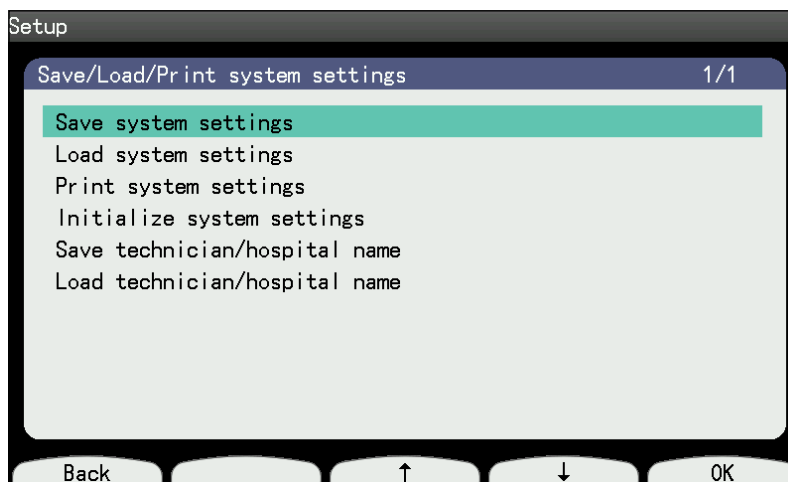 Setup
Save/Load/Print system settings 1/1
Save system settings
Load system settings
Print system settings
Initialize system settings
Save technician/hospital name
Load technician/hospital name
Back ↑ ↓ OK